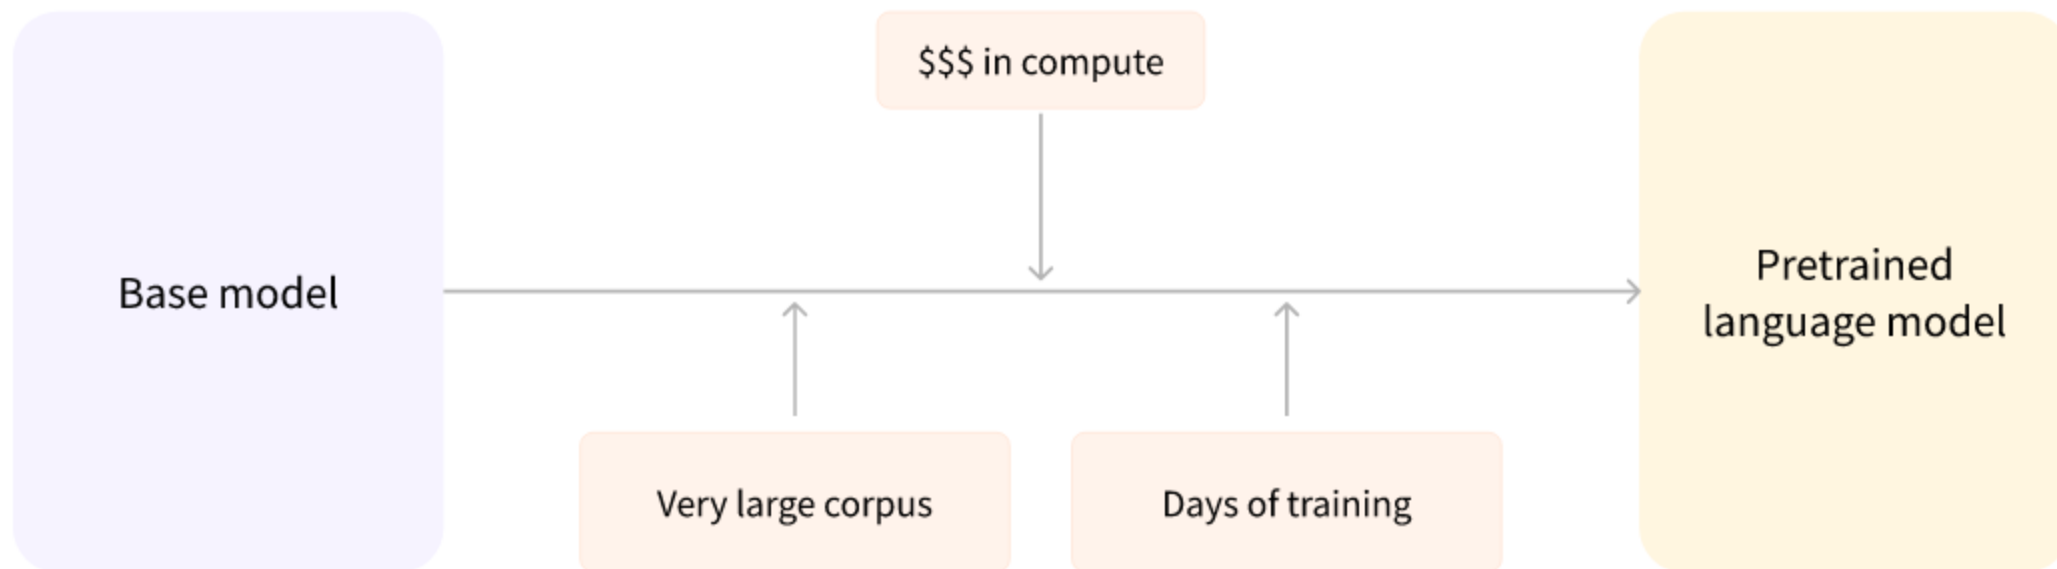 $$$ in compute
Base model
Pretrained
language model
Very large corpus
Days of training